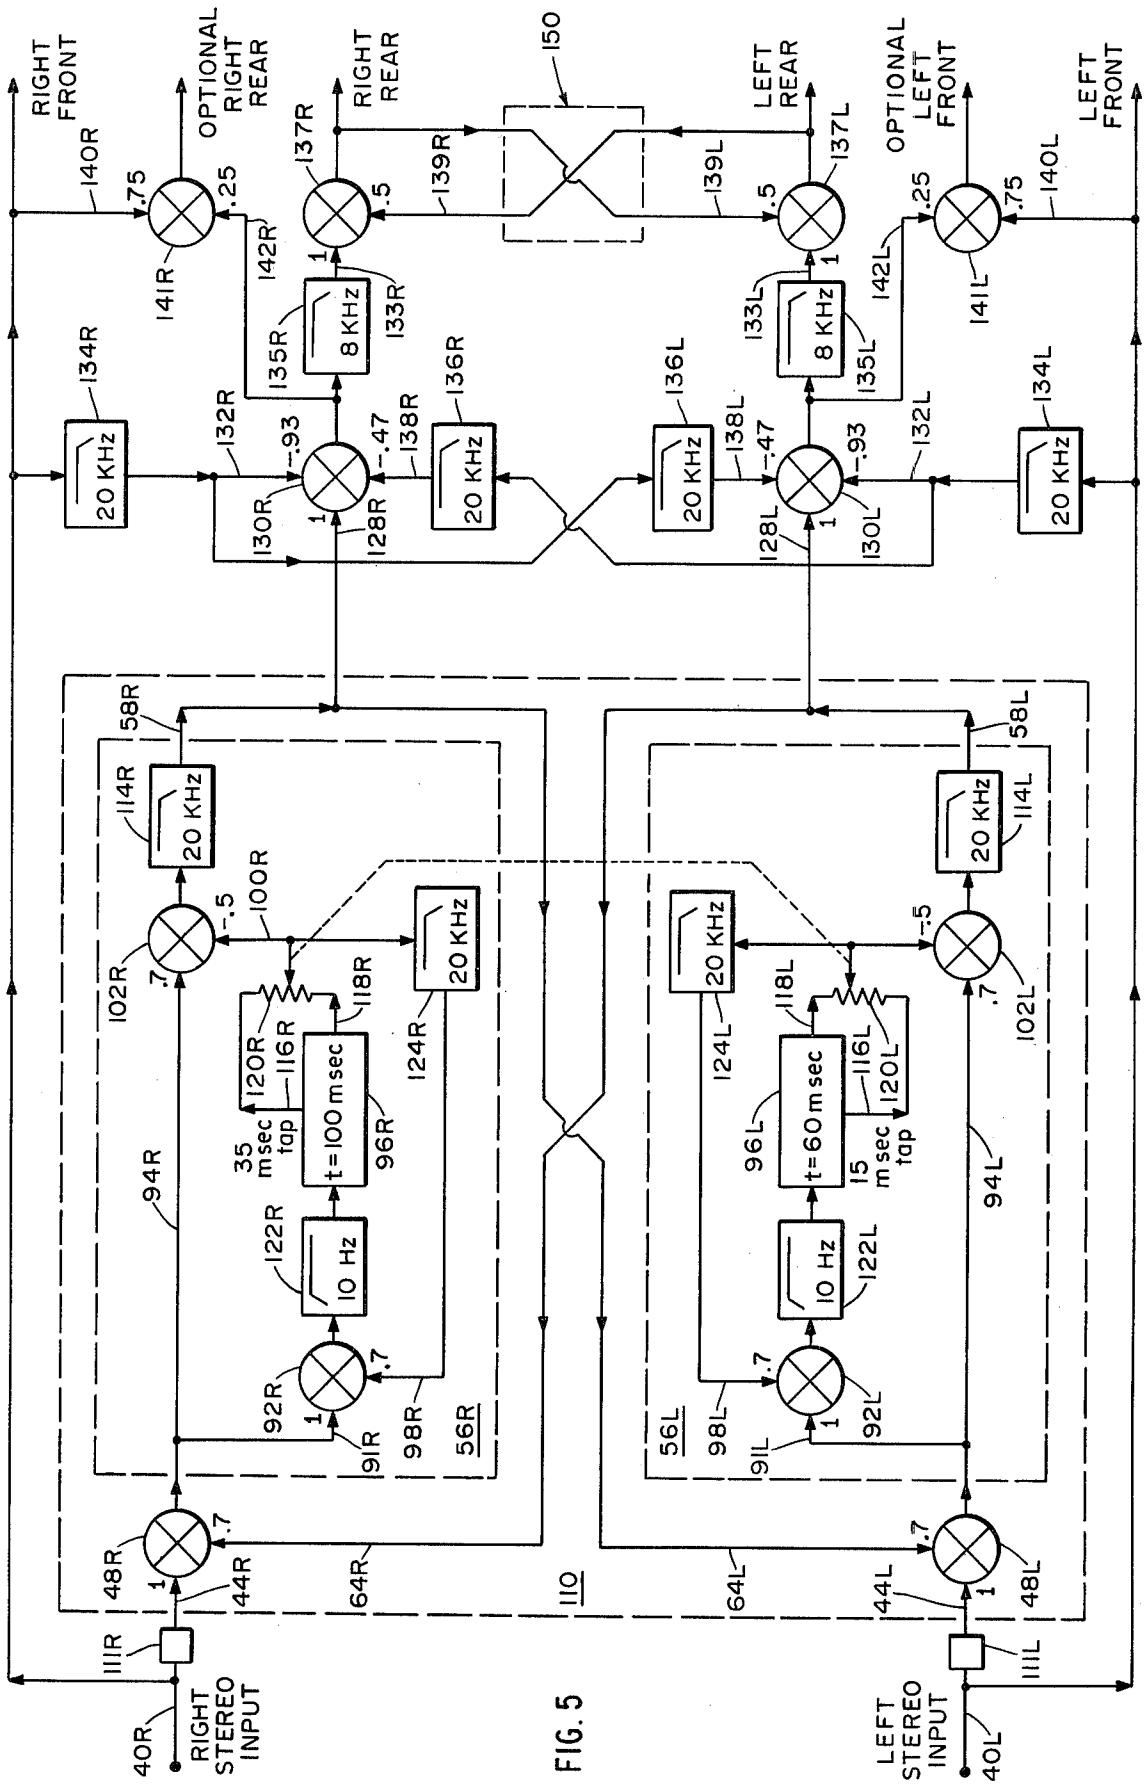 RIGHT
FRONT
OPTIONAL
RIGHT
REAR
RIGHT
REAR
150
LEFT
REAR
OPTIONAL
LEFT
FRONT
LEFT
FRONT
140R
.75
.25
141R
142R
137R
.5
139R
1
133R
135R
8 KHz
139L
.5
137L
1
133L
8 KHz
135L
142L
.25
.75
140L
141L
134R
20 KHz
132R
-.93
130R
1
128R
-.47
138R
136R
20 KHz
136L
20 KHz
138L
-.47
128L
1
-.93
130L
132L
134L
20 KHz
58R
114R
20 KHz
102R
.7
-.5
100R
120R
116R
35
msec
tap
118R
t=100 msec
96R
124R
20 KHz
94R
122R
10 Hz
92R
1
91R
.7
98R
56R
48R
1
.7
44R
64R
111R
40R
RIGHT
STEREO
INPUT
58L
114L
20 KHz
102L
.7
-.5
124L
20 KHz
118L
116L
120L
96L
t=60 msec
15
msec
tap
94L
10 Hz
122L
.7
98L
92L
1
91L
56L
110
64L
.7
48L
44L
1
111L
LEFT
STEREO
INPUT
40L
FIG. 5